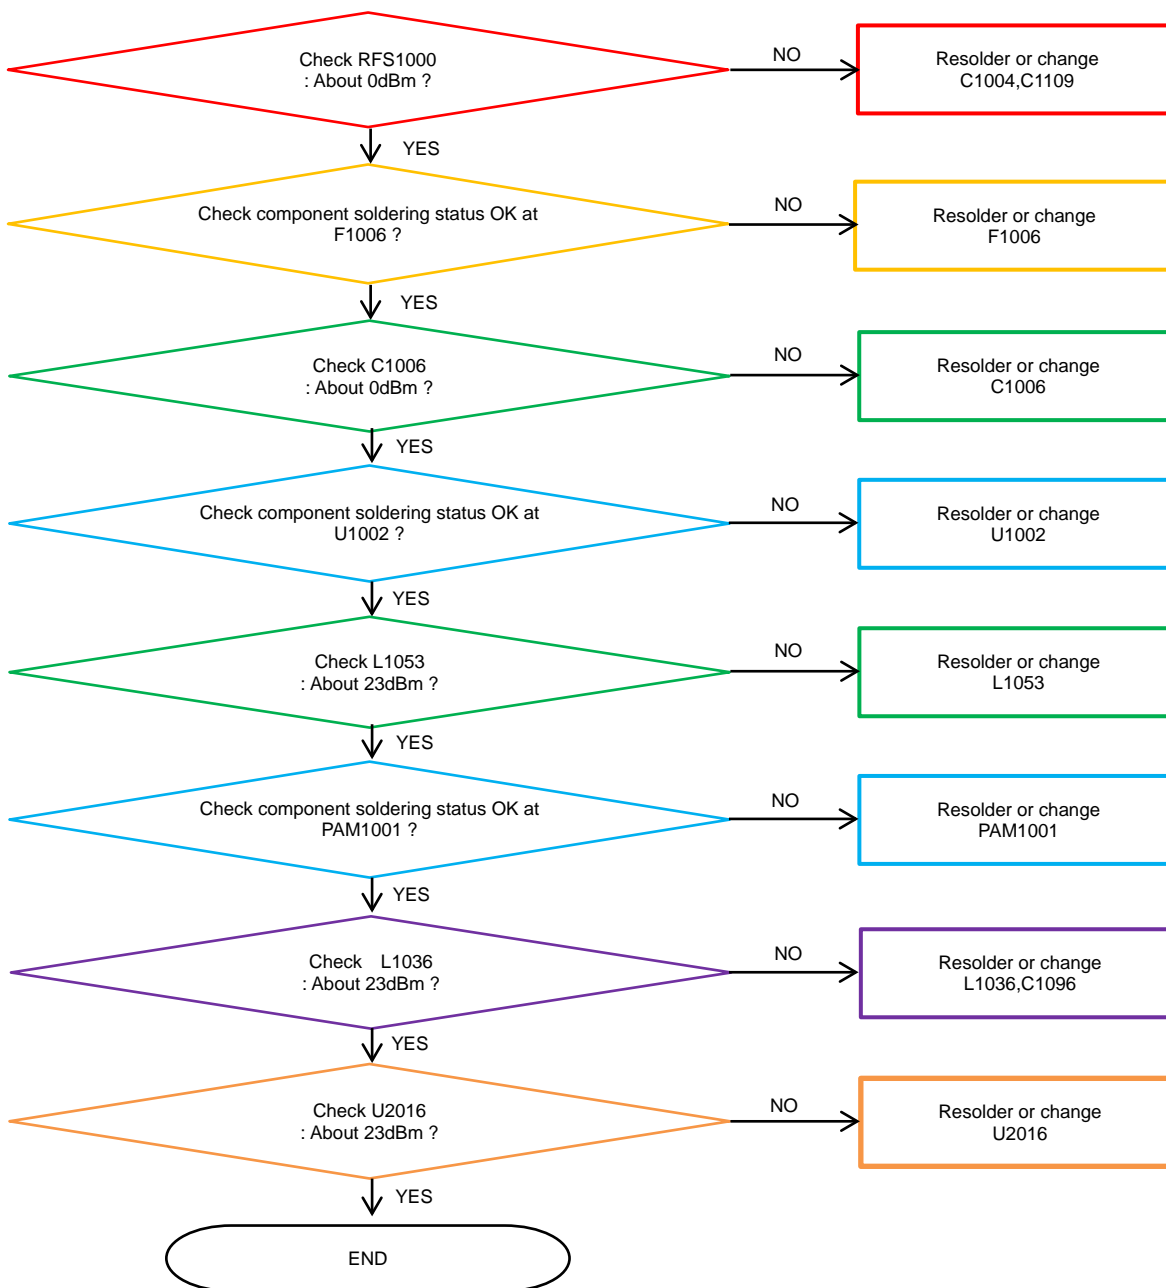 Check RFS1000
: About 0dBm ?
NO
Resolder or change
C1004,C1109
YES
Check component soldering status OK at
F1006 ?
NO
Resolder or change
F1006
YES
Check C1006
: About 0dBm ?
NO
Resolder or change
C1006
YES
Check component soldering status OK at
U1002 ?
NO
Resolder or change
U1002
YES
Check L1053
: About 23dBm ?
NO
Resolder or change
L1053
YES
Check component soldering status OK at
PAM1001 ?
NO
Resolder or change
PAM1001
YES
Check L1036
: About 23dBm ?
NO
Resolder or change
L1036,C1096
YES
Check U2016
: About 23dBm ?
NO
Resolder or change
U2016
YES
END